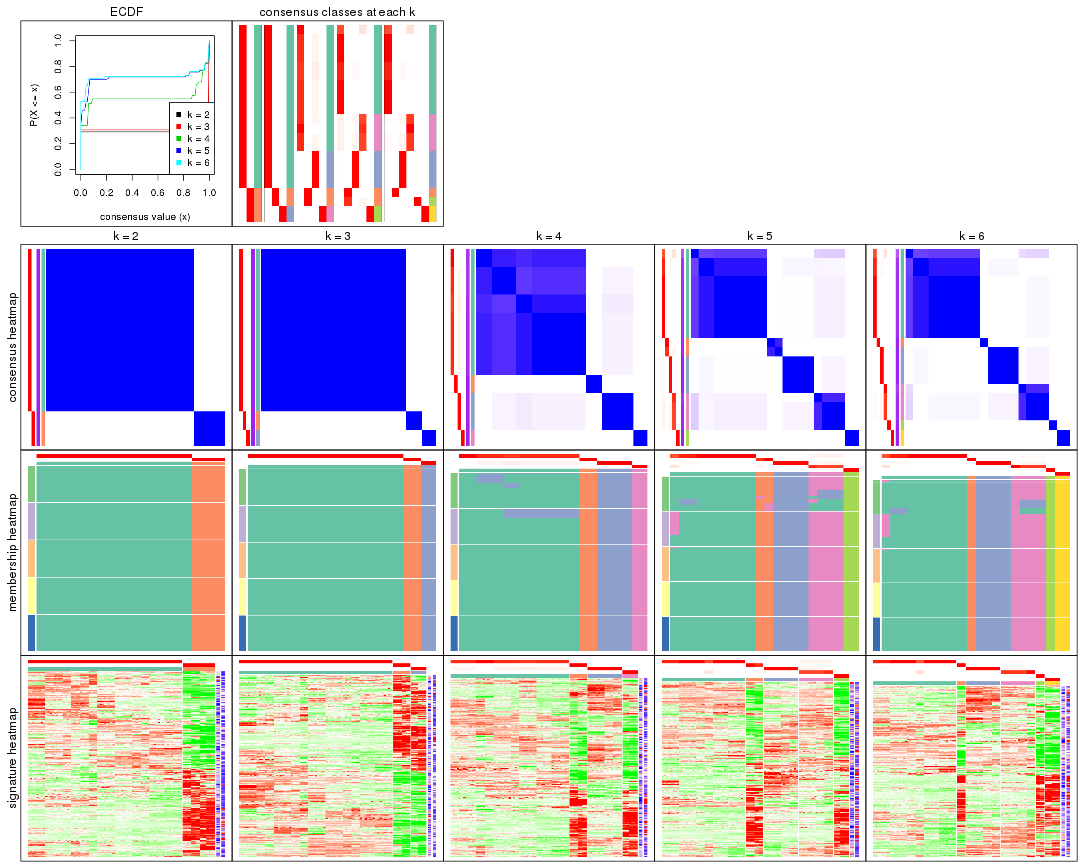 ECDF
consensus classes at each k
P(X <= x)
0.0 0.2 0.4 0.6 0.8 1.0
k = 2
k = 3
k = 4
k = 5
k = 6
0.0 0.2 0.4 0.6 0.8 1.0
consensus value (x)
k = 2
k = 3
k = 4
k = 5
k = 6
consensus heatmap
membership heatmap
signature heatmap